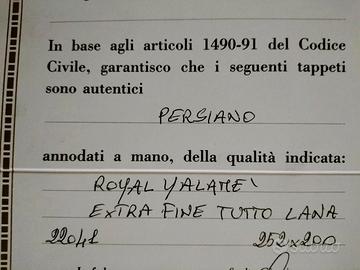 In base agli articoli 1490-91 del Codice
Civile, garantisco che i seguenti tappeti
sono autentici
PERSIANO
annodati a mano, della qualità indicata:
ROYAL YALAMEÌ
EXTRA FINE TUTTO LANA
22041 252x200